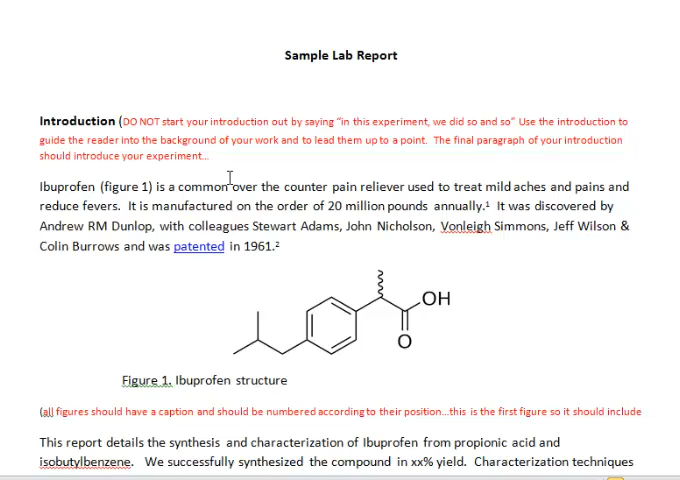 Sample Lab Report
Introduction (DO NOT start your introduction out by saying "in this experiment, we did so and so" Use the introduction to
guide the reader into the background of your work and to lead them up to a point. The final paragraph of your introduction
should introduce your experiment...
Ibuprofen (figure 1) is a common over the counter pain reliever used to treat mild aches and pains and
reduce fevers. It is manufactured on the order of 20 million pounds annually.¹ It was discovered by
Andrew RM Dunlop, with colleagues Stewart Adams, John Nicholson, Vonleigh Simmons, Jeff Wilson &
Colin Burrows and was patented in 1961.²
OH
O
Figure 1. Ibuprofen structure
(all figures should have a caption and should be numbered according to their position...this is the first figure so it should include
This report details the synthesis and characterization of Ibuprofen from propionic acid and
isobutylbenzene. We successfully synthesized the compound in xx% yield. Characterization techniques